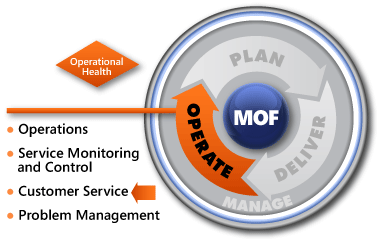 Operational
Health
PLAN
MOF
OPERATE
DELIVER
MANAGE
• Operations
• Service Monitoring
and Control
• Customer Service
• Problem Management